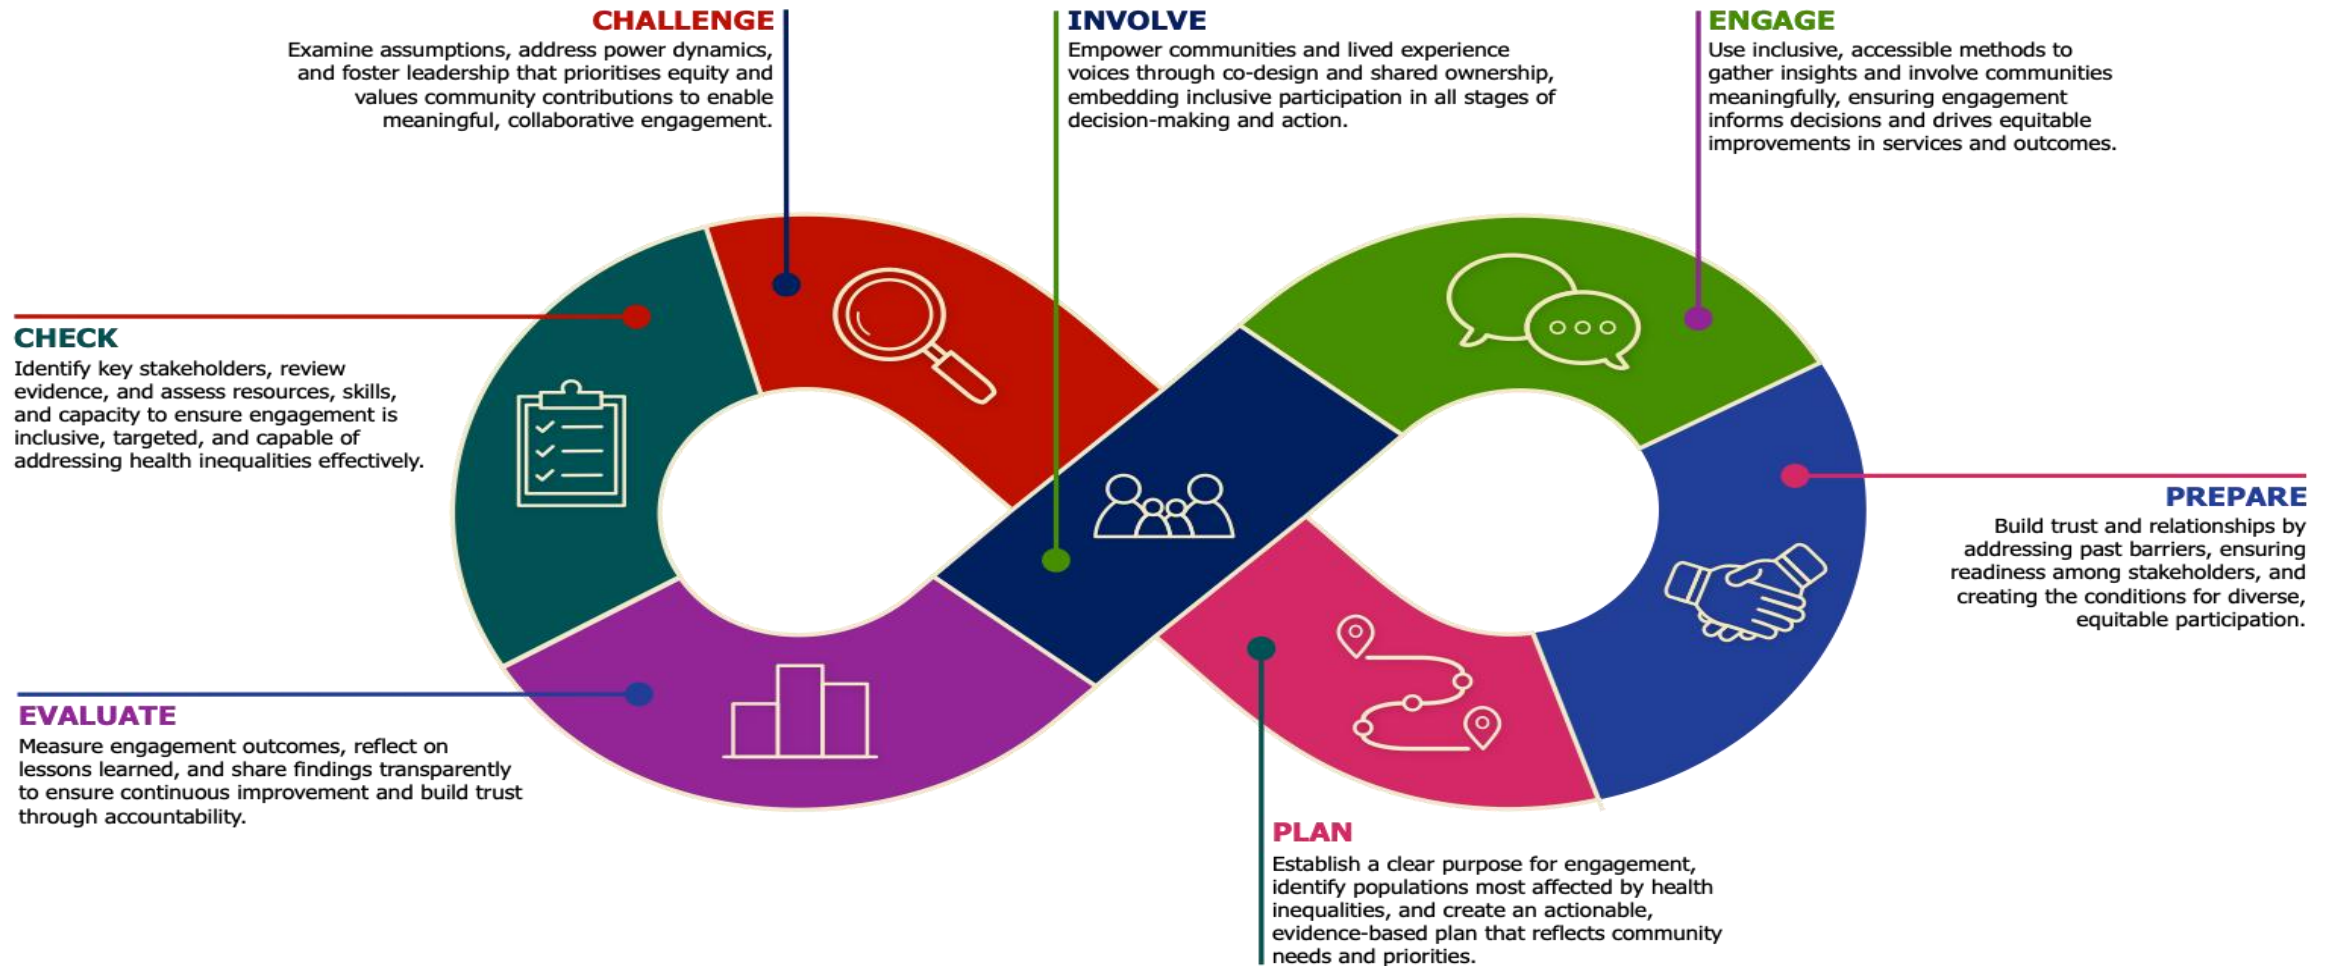 CHALLENGE
Examine assumptions, address power dynamics,
and foster leadership that prioritises equity and
values community contributions to enable
meaningful, collaborative engagement.
INVOLVE
Empower communities and lived experience
voices through co-design and shared ownership,
embedding inclusive participation in all stages of
decision-making and action.
ENGAGE
Use inclusive, accessible methods to
gather insights and involve communities
meaningfully, ensuring engagement
informs decisions and drives equitable
improvements in services and outcomes.
CHECK
Identify key stakeholders, review
evidence, and assess resources, skills,
and capacity to ensure engagement is
inclusive, targeted, and capable of
addressing health inequalities effectively.
PREPARE
Build trust and relationships by
addressing past barriers, ensuring
readiness among stakeholders, and
creating the conditions for diverse,
equitable participation.
EVALUATE
Measure engagement outcomes, reflect on
lessons learned, and share findings transparently
to ensure continuous improvement and build trust
through accountability.
PLAN
Establish a clear purpose for engagement,
identify populations most affected by health
inequalities, and create an actionable,
evidence-based plan that reflects community
needs and priorities.